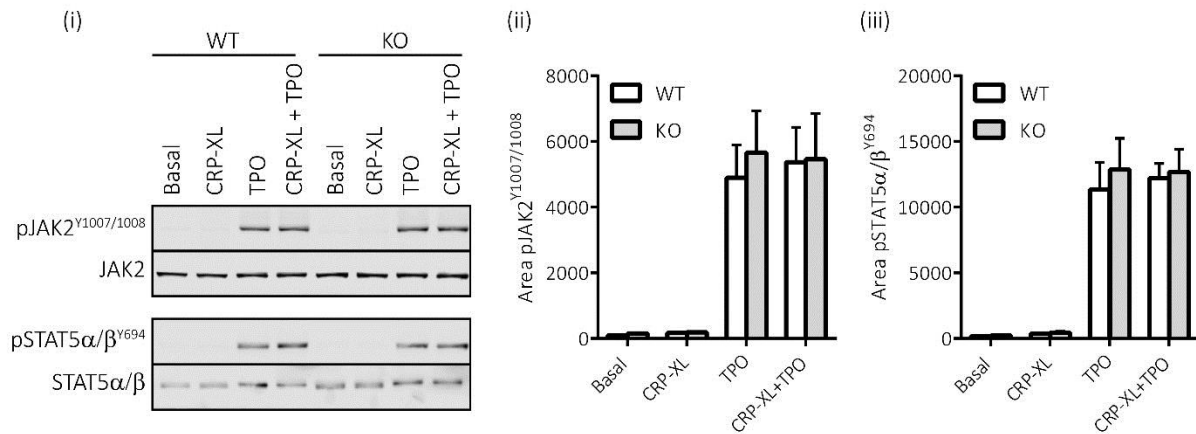 (i)
WT KO
Basal
CRP-XL
TPO
CRP-XL + TPO
Basal
CRP-XL
TPO
CRP-XL + TPO
pJAK2Y1007/1008
JAK2
pSTAT5α/βY694
STAT5α/β
(ii)
Area pJAK2Y1007/1008
8000
6000
4000
2000
0
WT
KO
Basal
CRP-XL
TPO
CRP-XL+TPO
(iii)
Area pSTAT5α/βY694
20000
15000
10000
5000
0
WT
KO
Basal
CRP-XL
TPO
CRP-XL+TPO